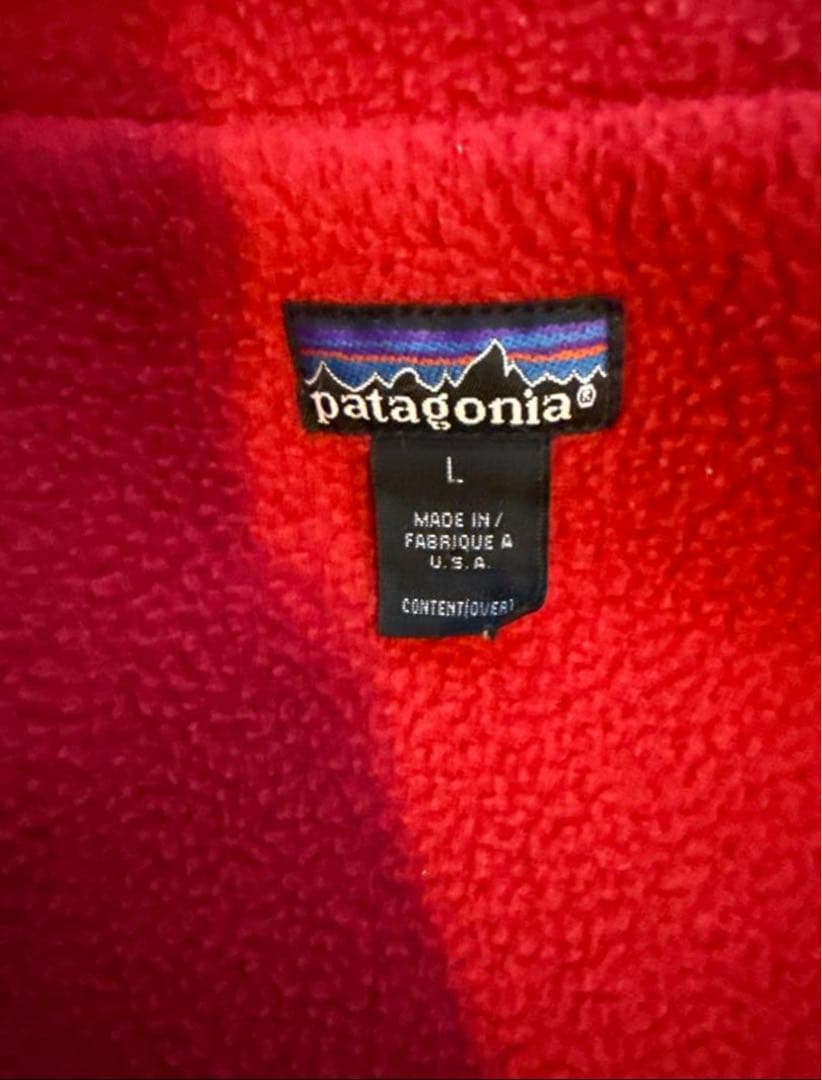 patagonia®
L
MADE IN/
FABRIQUE A
U.S.A.
CONTENT(OVER)